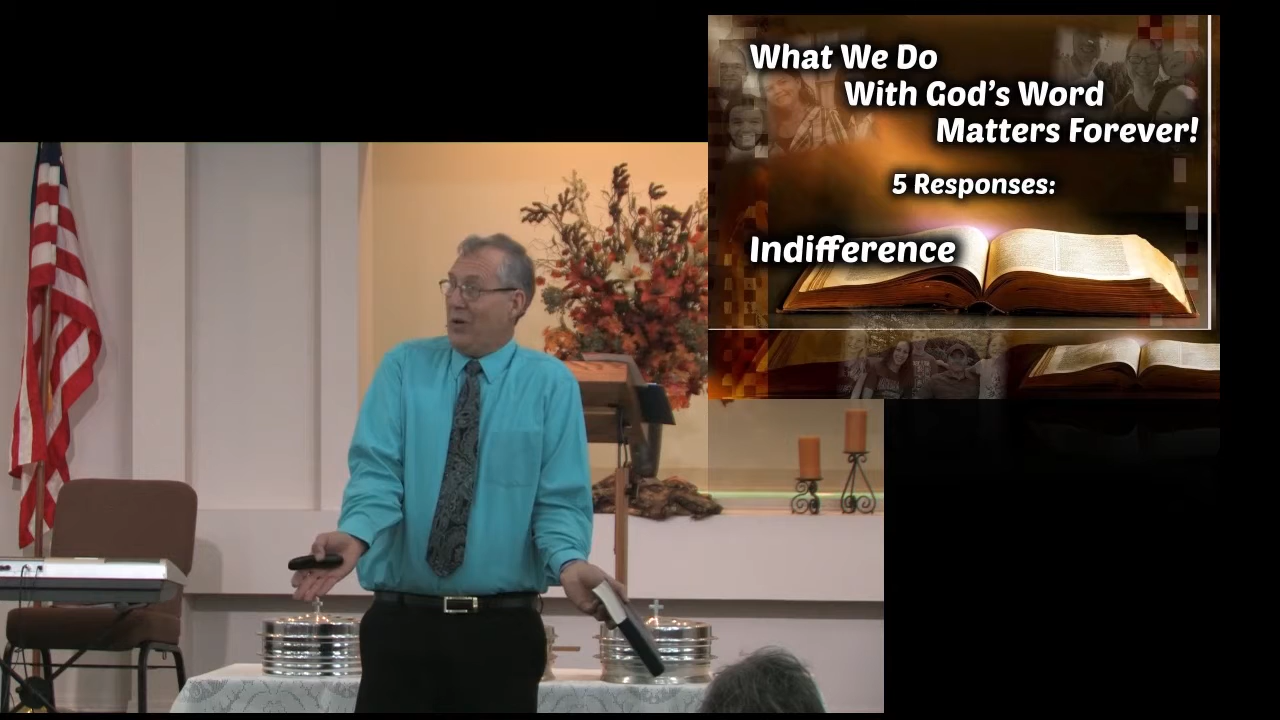 What We Do
With God's Word
Matters Forever!
5 Responses:
Indifference